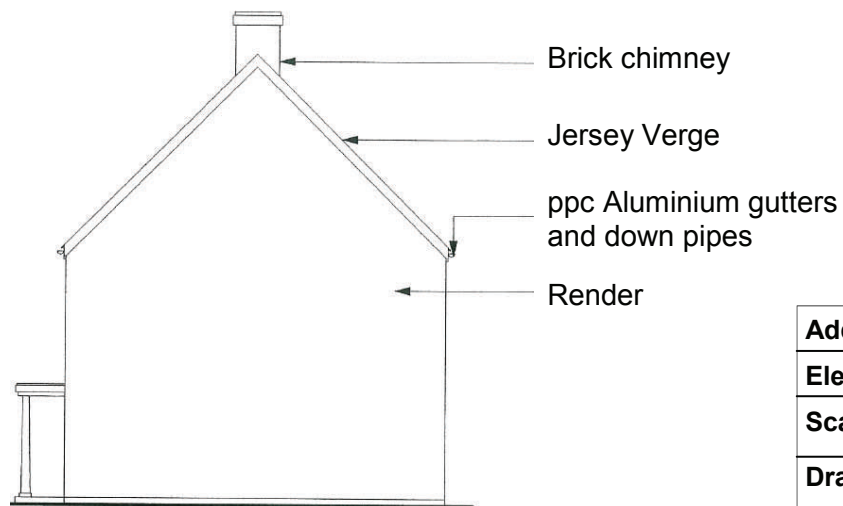 Brick chimney
Jersey Verge
ppc Aluminium gutters
and down pipes
Render